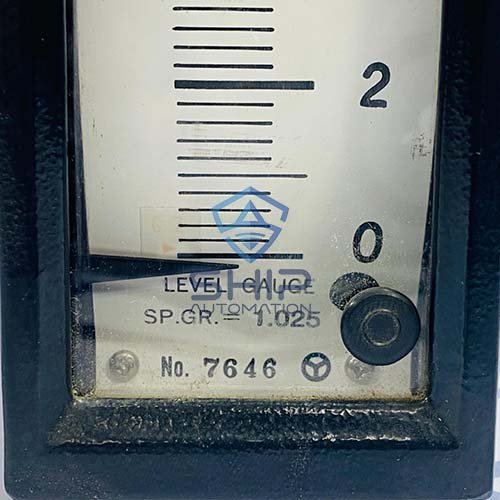 2
0
LEVEL GAUGE
SHIP
AUTOMATION
SP.GR. = 1.025
No. 7646